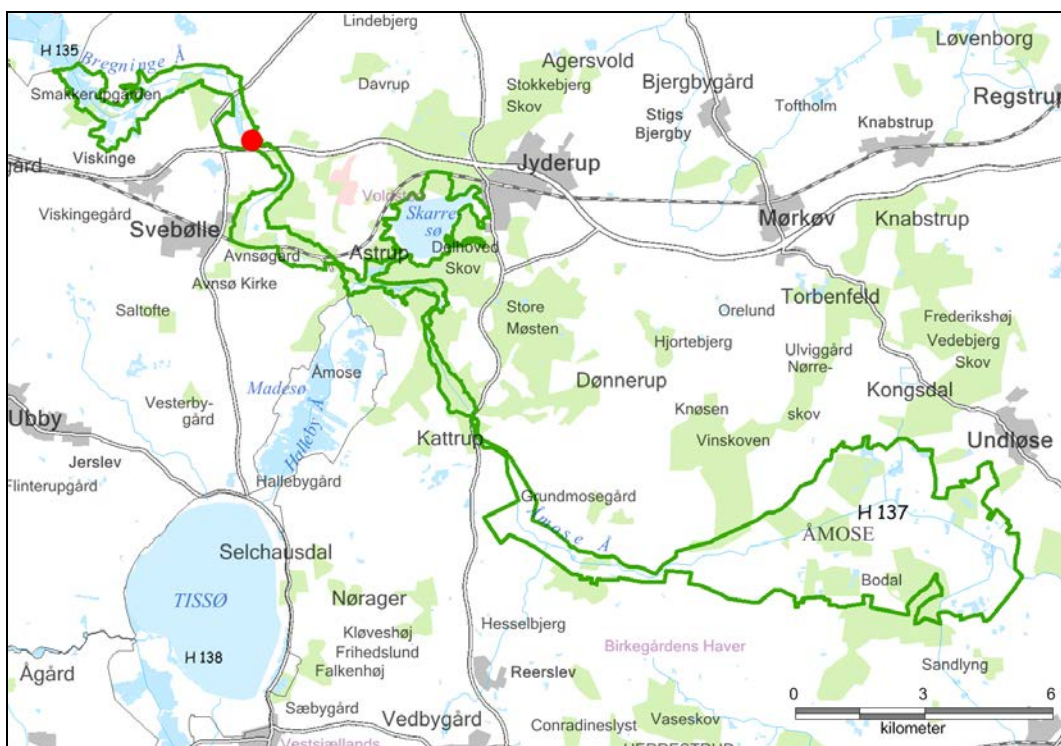 Lindebjerg
Løvenborg
H 135
Bregninge Å
Agersvold
Bjergbygård
Smakkerupgården
Davrup
Stokkebjerg
Skov
Stigs
Bjergby
Toftholm
Regstrup
Knabstrup
Viskinge
gård
Jyderup
Viskingegård
Svebølle
Skarre
sø
Mørkøv
Knabstrup
Avnsøgård
Astrup
Delhoved
Skov
Avnsø Kirke
Torbenfeld
Saltofte
Store
Møsten
Orelund
Frederikshøj
Vedebjerg
Skov
Hjortebjerg
Ulviggård
Nørre-
skov
Åmose
Madesø
Halleby Å
Dønnerup
Kongsdal
Vesterby-
gård
Knøsen
Ubby
Vinskoven
Kattrup
Undløse
Jerslev
Flinterupgård
Hallebygård
Grundmosegård
Åmose Å
H 137
ÅMOSE
Selchausdal
Bodal
TISSØ
Nørager
Hesselbjerg
Kløveshøj
Frihedslund
Falkenhøj
Birkegårdens Haver
H 138
Ågård
Reerslev
Sandlyng
Sæbygård
Vedbygård
Conradineslyst
Vaseskov
0 3 6
kilometer